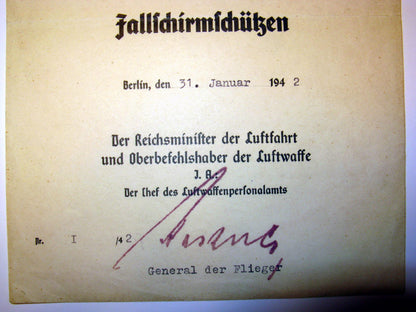 Fallschirmschützen
Berlin, den 31. Januar 1942
Der Reichsminister der Luftfahrt
und Oberbefehlshaber der Luftwaffe
J. A.:
Der Chef des Luftwaffenpersonalamts
Nr. I /42
General der Flieger